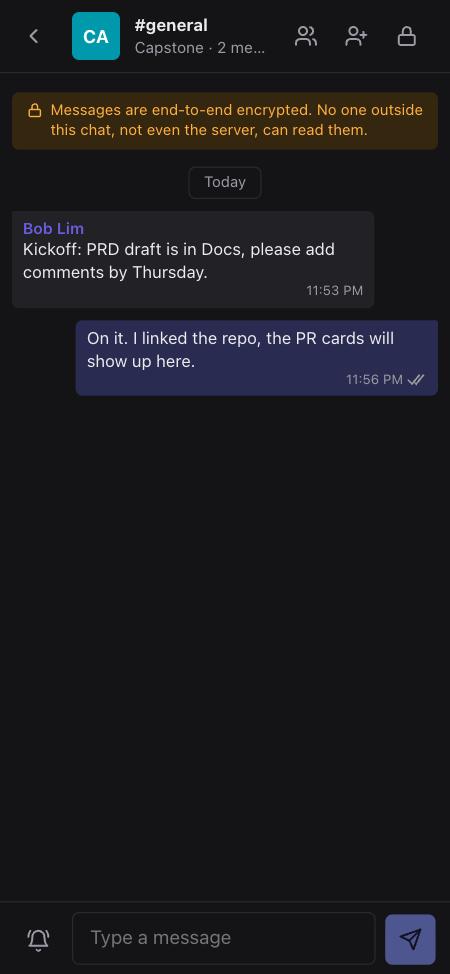 CA
#general
Capstone · 2 me...
Messages are end-to-end encrypted. No one outside
this chat, not even the server, can read them.
Today
Bob Lim
Kickoff: PRD draft is in Docs, please add
comments by Thursday.
11:53 PM
On it. I linked the repo, the PR cards will
show up here.
11:56 PM
Type a message